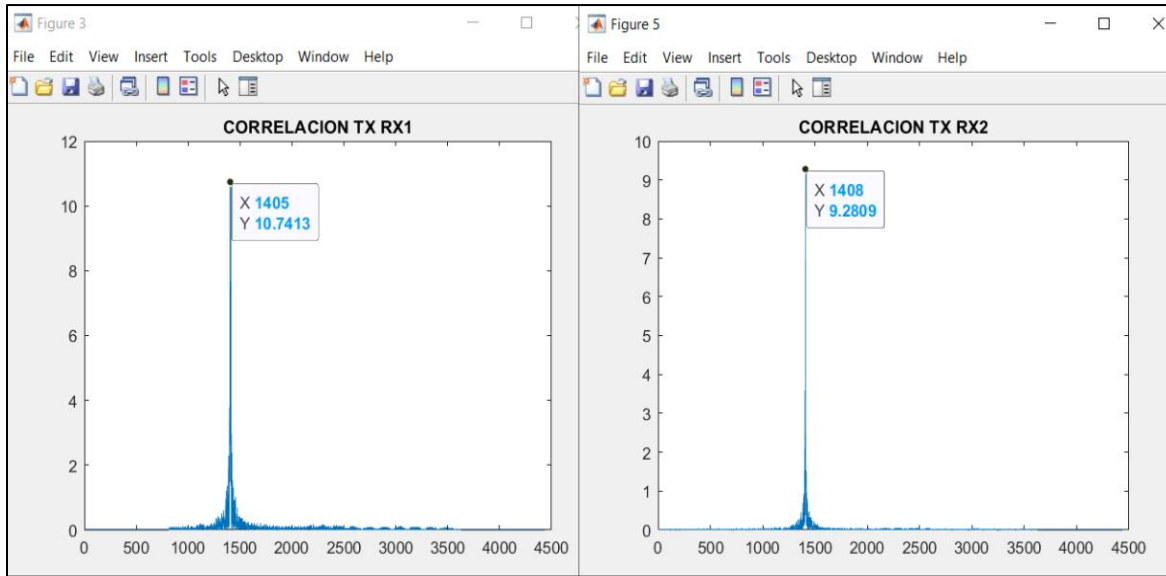 Figure 3
File Edit View Insert Tools Desktop Window Help
CORRELACION TX RX1
12
10
8
6
4
2
0
X 1405
Y 10.7413
0 500 1000 1500 2000 2500 3000 3500 4000 4500
Figure 5
File Edit View Insert Tools Desktop Window Help
CORRELACION TX RX2
10
9
8
7
6
5
4
3
2
1
0
X 1408
Y 9.2809
0 500 1000 1500 2000 2500 3000 3500 4000 4500